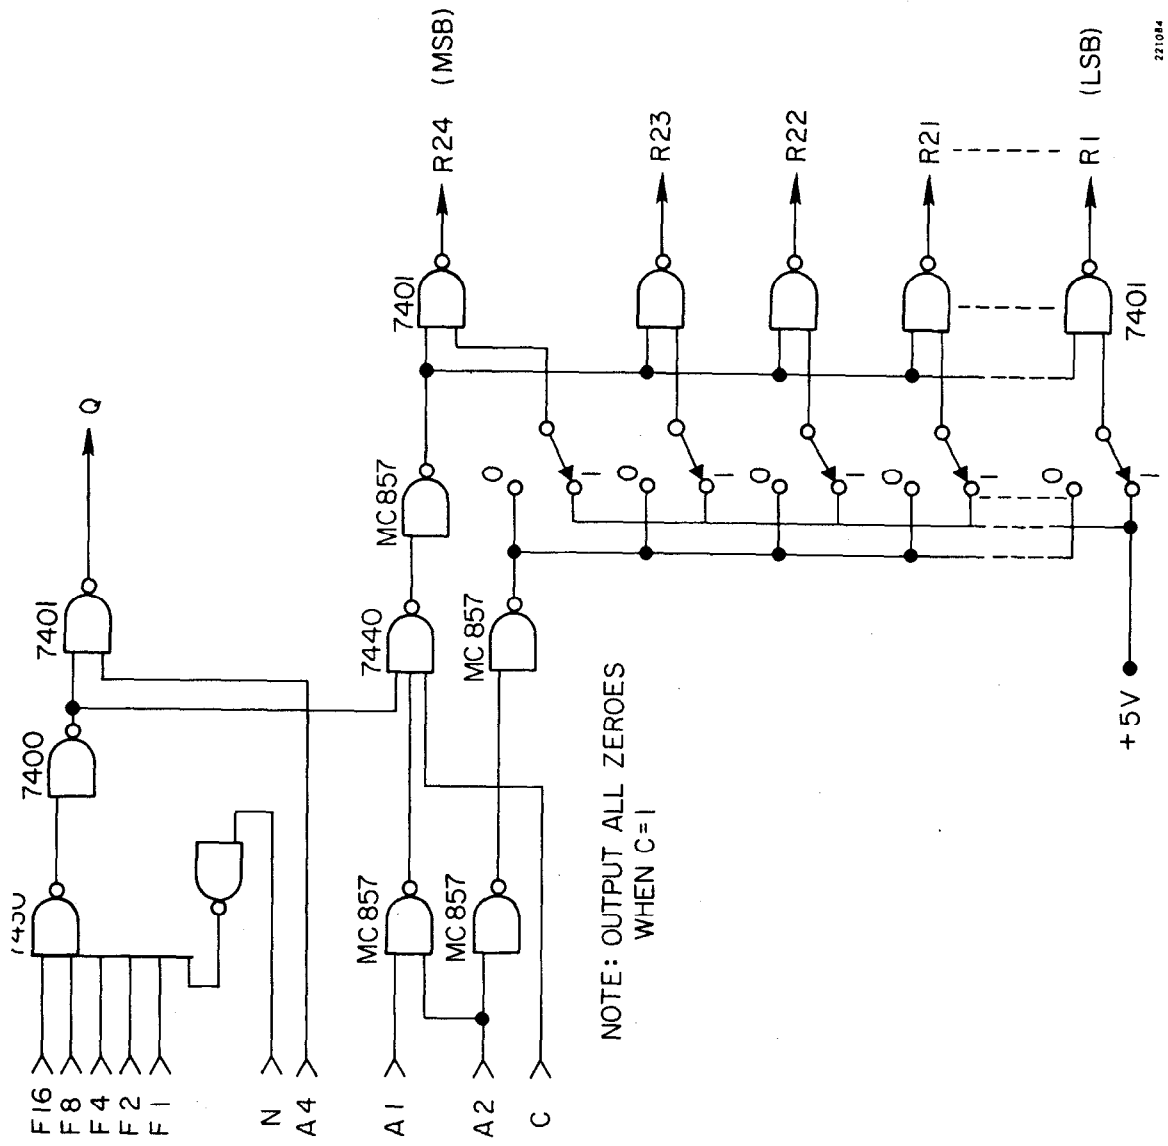 F16
F8
F4
F2
F1
N
A4
A1
A2
C
7400
7401
Q
MC857
MC857
7440
MC857
MC857
7401
R24 (MSB)
R23
R22
R21
R1 (LSB)
7401
0
1
0
1
0
1
0
1
0
1
+5V
NOTE: OUTPUT ALL ZEROES
WHEN C=1
221084